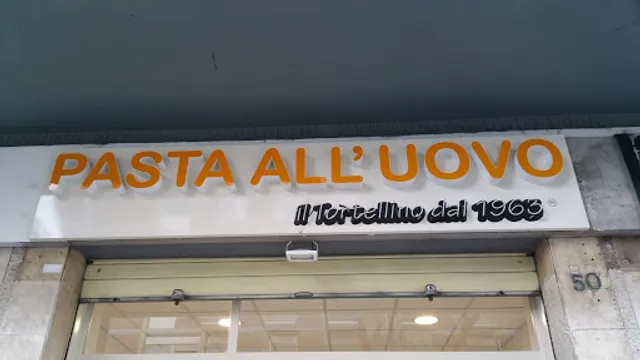 PASTA ALL'UOVO
il Tortellino dal 1963 ®
50